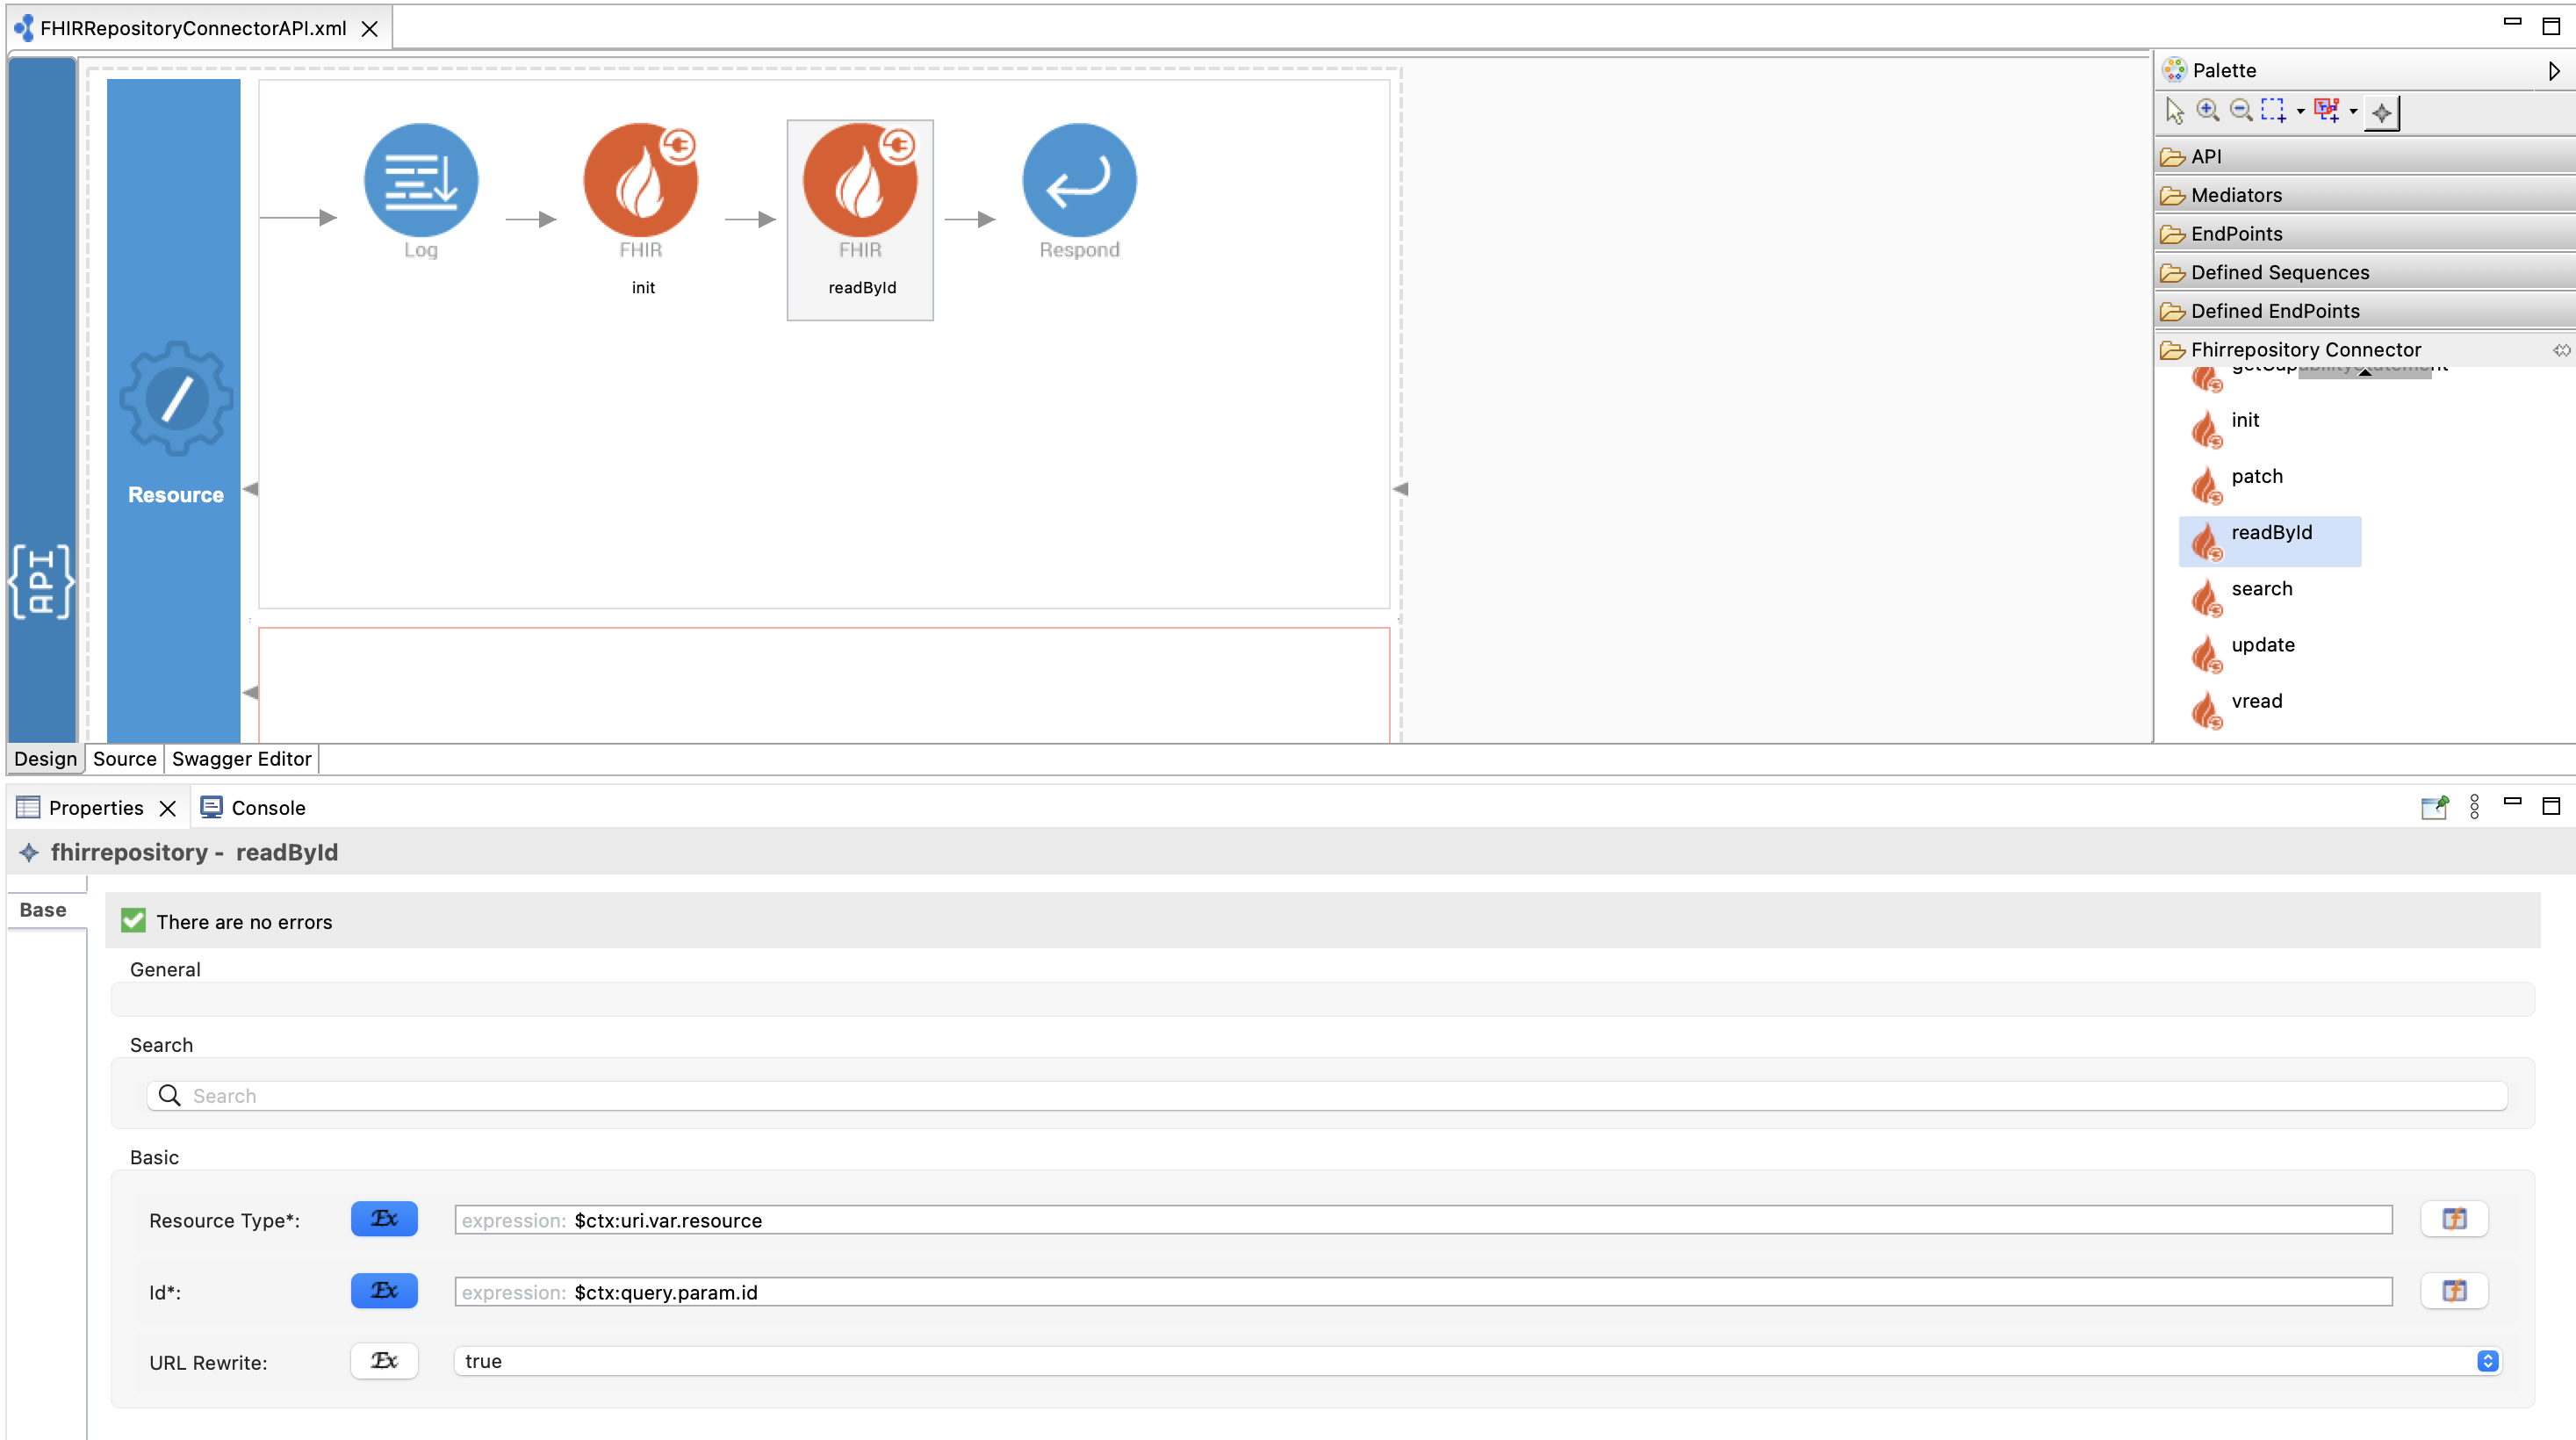 FHIRRepositoryConnectorAPI.xml
Palette
API
Mediators
EndPoints
Defined Sequences
Defined EndPoints
Fhirrepository Connector
init
patch
readById
search
update
vread
Log
FHIR
init
FHIR
readById
Respond
Resource
{API}
Design Source Swagger Editor
Properties Console
fhirrepository - readById
Base
There are no errors
General
Search
Search
Basic
Resource Type*: Ex expression: $ctx:uri.var.resource
Id*: Ex expression: $ctx:query.param.id
URL Rewrite: Ex true